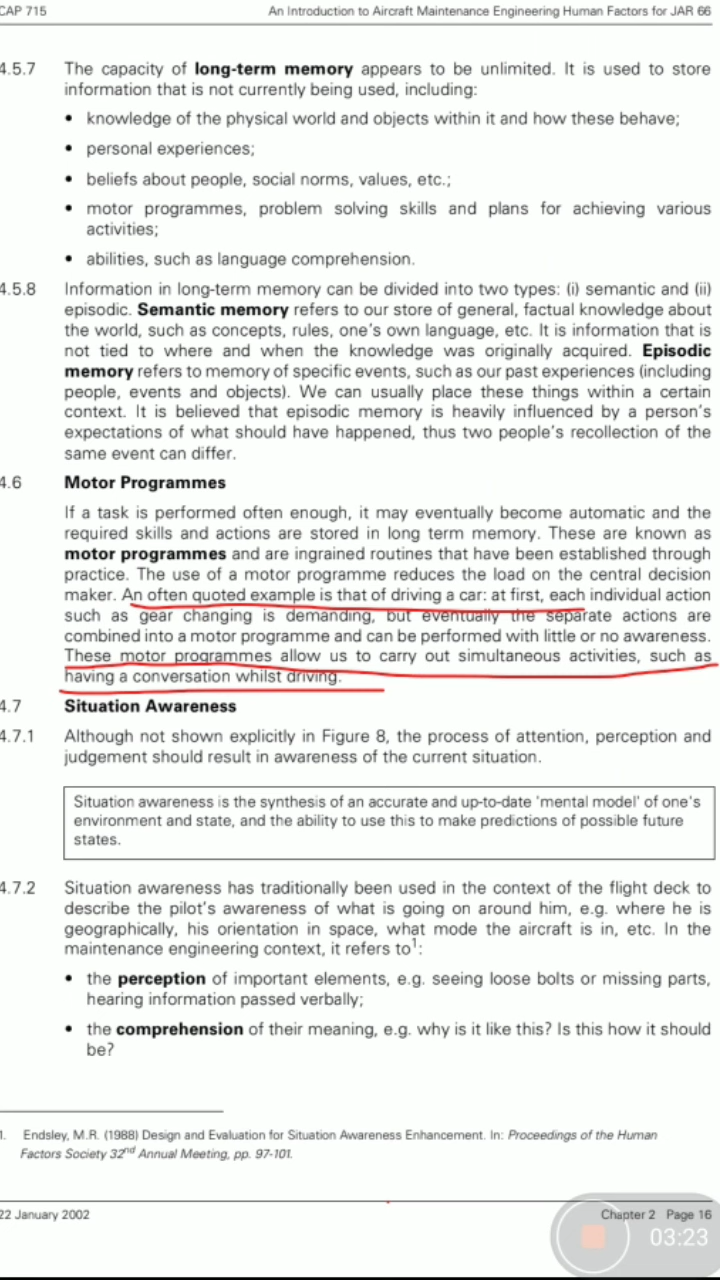 CAP 715 An Introduction to Aircraft Maintenance Engineering Human Factors for JAR 66
4.5.7 The capacity of long-term memory appears to be unlimited. It is used to store
information that is not currently being used, including:
• knowledge of the physical world and objects within it and how these behave;
• personal experiences;
• beliefs about people, social norms, values, etc.;
• motor programmes, problem solving skills and plans for achieving various
activities;
• abilities, such as language comprehension.
4.5.8 Information in long-term memory can be divided into two types: (i) semantic and (ii)
episodic. Semantic memory refers to our store of general, factual knowledge about
the world, such as concepts, rules, one's own language, etc. It is information that is
not tied to where and when the knowledge was originally acquired. Episodic
memory refers to memory of specific events, such as our past experiences (including
people, events and objects). We can usually place these things within a certain
context. It is believed that episodic memory is heavily influenced by a person's
expectations of what should have happened, thus two people's recollection of the
same event can differ.
4.6 Motor Programmes
If a task is performed often enough, it may eventually become automatic and the
required skills and actions are stored in long term memory. These are known as
motor programmes and are ingrained routines that have been established through
practice. The use of a motor programme reduces the load on the central decision
maker. An often quoted example is that of driving a car: at first, each individual action
such as gear changing is demanding, but eventually the separate actions are
combined into a motor programme and can be performed with little or no awareness.
These motor programmes allow us to carry out simultaneous activities, such as
having a conversation whilst driving.
4.7 Situation Awareness
4.7.1 Although not shown explicitly in Figure 8, the process of attention, perception and
judgement should result in awareness of the current situation.
Situation awareness is the synthesis of an accurate and up-to-date 'mental model' of one's
environment and state, and the ability to use this to make predictions of possible future
states.
4.7.2 Situation awareness has traditionally been used in the context of the flight deck to
describe the pilot's awareness of what is going on around him, e.g. where he is
geographically, his orientation in space, what mode the aircraft is in, etc. In the
maintenance engineering context, it refers to1:
• the perception of important elements, e.g. seeing loose bolts or missing parts,
hearing information passed verbally;
• the comprehension of their meaning, e.g. why is it like this? Is this how it should
be?
1. Endsley, M.R. (1988) Design and Evaluation for Situation Awareness Enhancement. In: Proceedings of the Human
Factors Society 32nd Annual Meeting, pp. 97-101.
22 January 2002 Chapter 2 Page 16
03:23